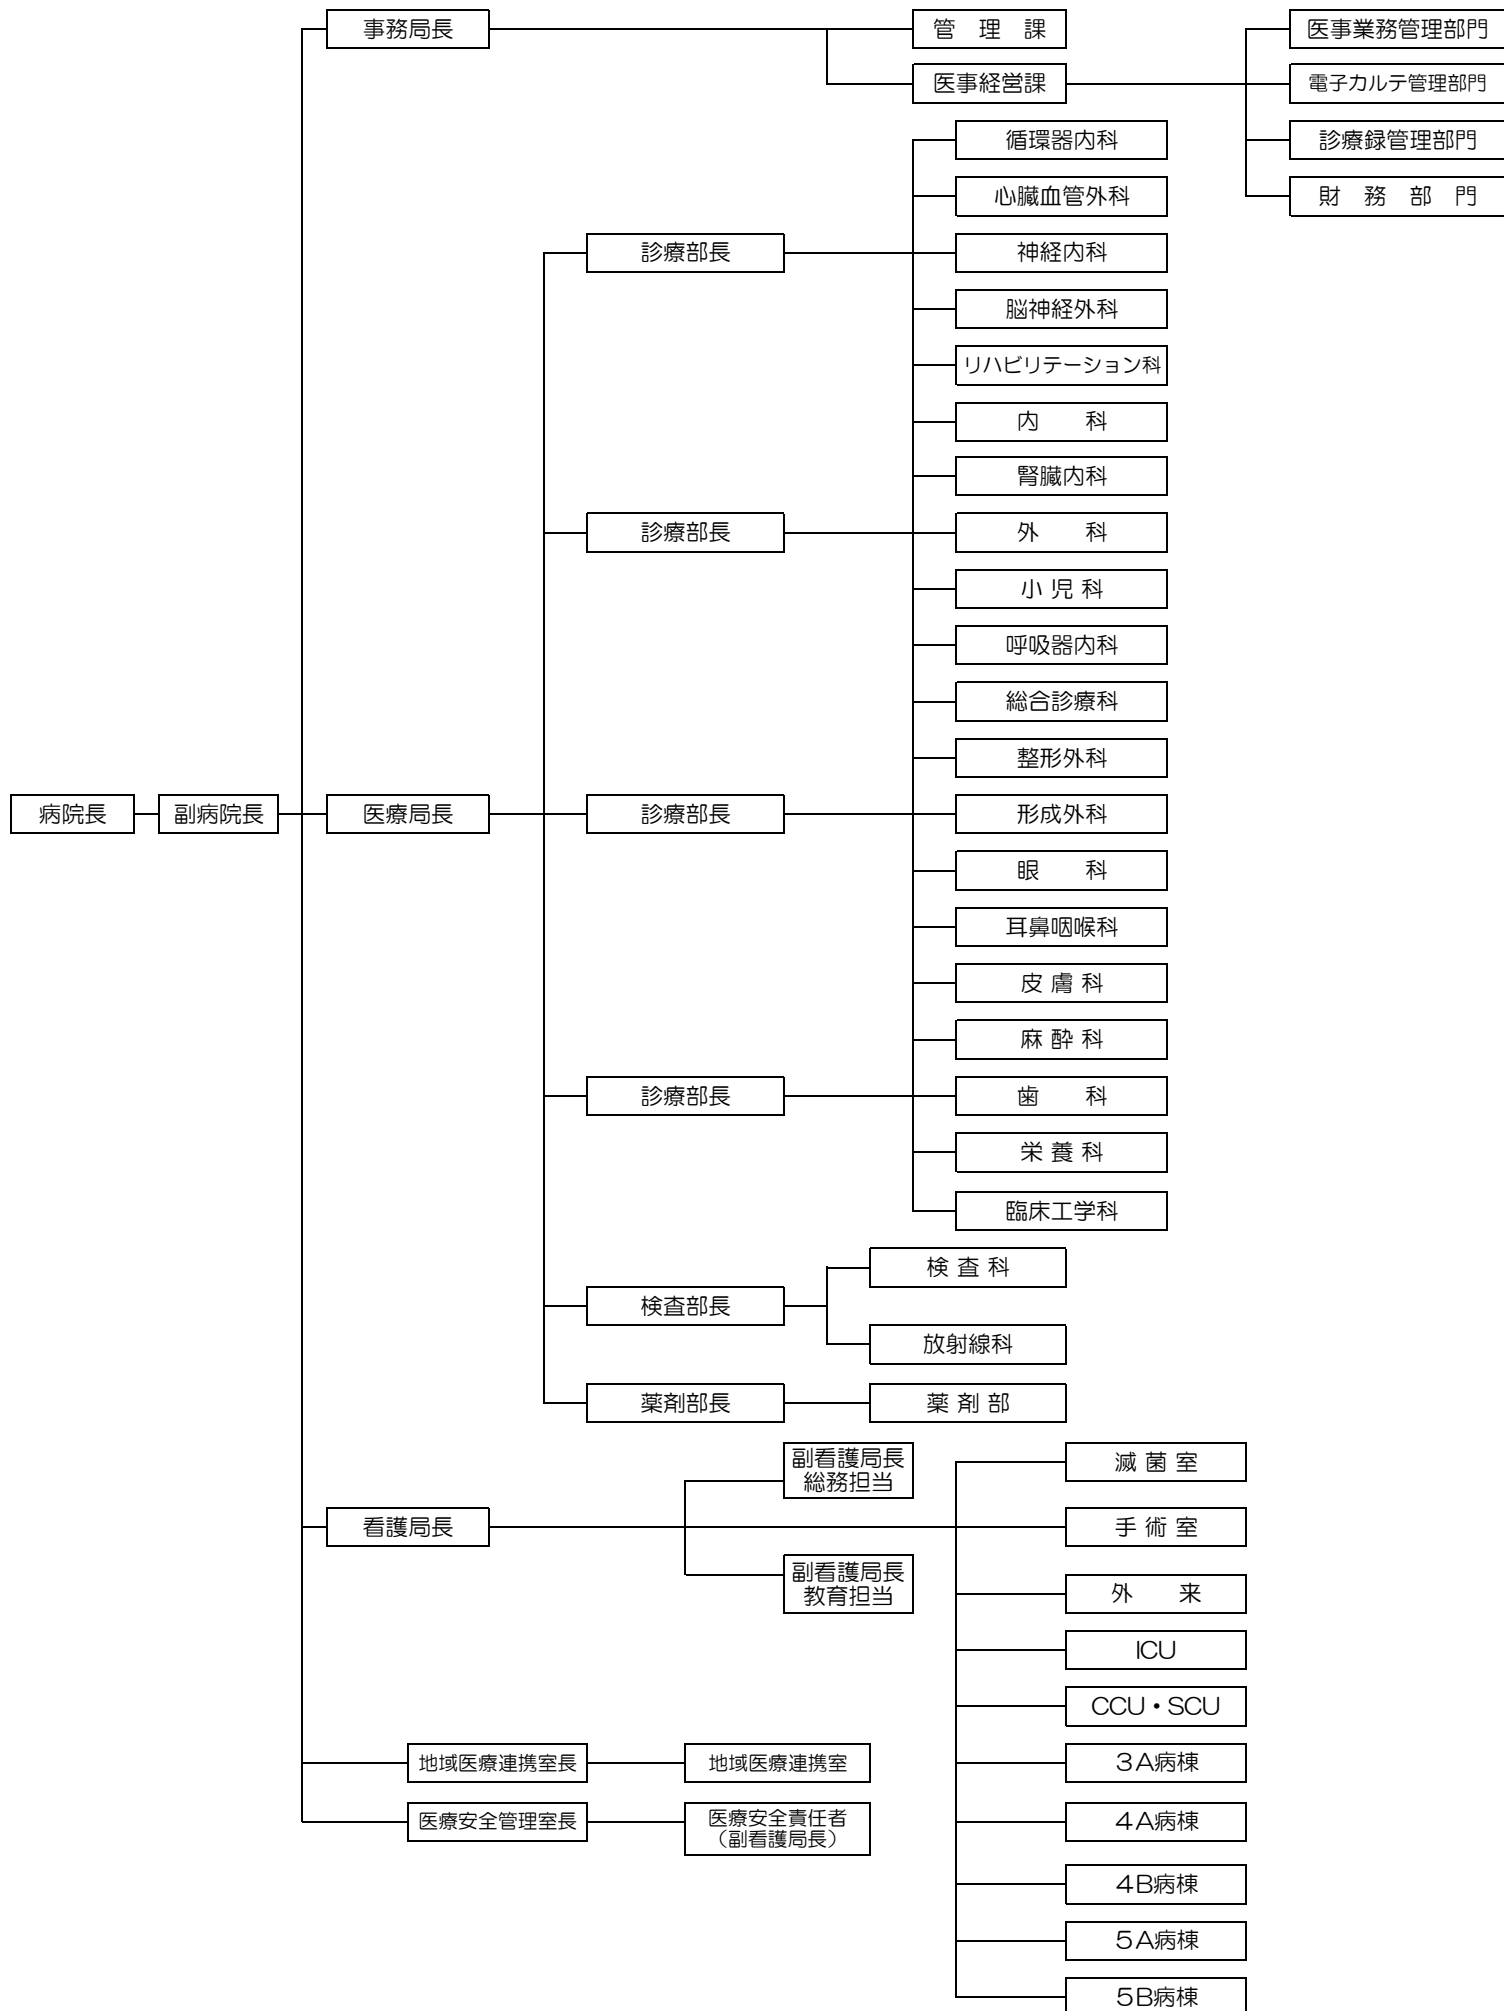 事務局長
管　理　課
医事業務管理部門
医事経営課
電子カルテ管理部門
循環器内科
診療録管理部門
心臓血管外科
財　務　部　門
診療部長
神経内科
脳神経外科
リハビリテーション科
内　　科
腎臓内科
診療部長
外　　科
小 児 科
呼吸器内科
総合診療科
整形外科
病院長
副病院長
医療局長
診療部長
形成外科
眼　　科
耳鼻咽喉科
皮 膚 科
麻 酔 科
診療部長
歯　　科
栄 養 科
臨床工学科
検 査 科
検査部長
放射線科
薬剤部長
薬 剤 部
副看護局長
総務担当
滅 菌 室
看護局長
手 術 室
副看護局長
教育担当
外　　来
ICU
CCU・SCU
地域医療連携室長
地域医療連携室
３A病棟
医療安全管理室長
医療安全責任者
（副看護局長）
４A病棟
４B病棟
５A病棟
５B病棟